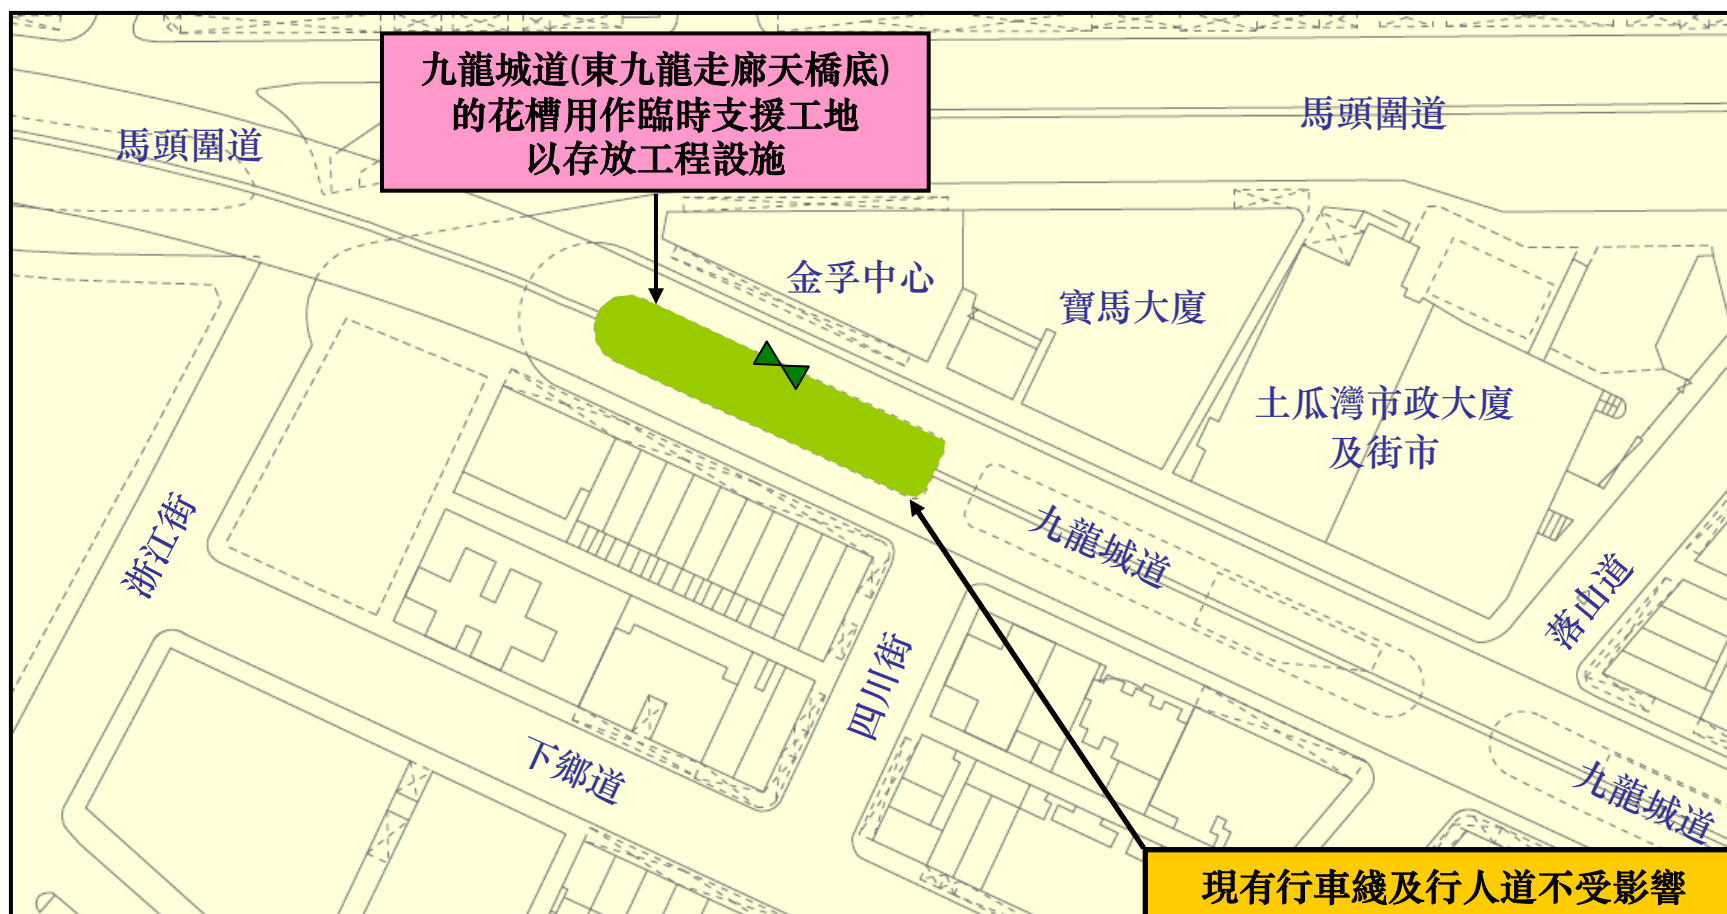 九龍城道(東九龍走廊天橋底)
的花槽用作臨時支援工地
以存放工程設施
馬頭圍道
馬頭圍道
金孚中心
寶馬大廈
土瓜灣市政大廈
及街市
浙江街
九龍城道
落山道
四川街
下鄉道
九龍城道
現有行車綫及行人道不受影響